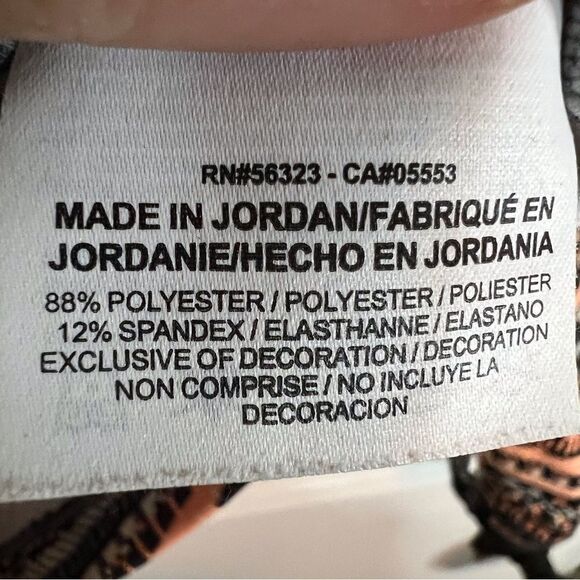 RN#56323 - CA#05553
MADE IN JORDAN/FABRIQUÉ EN
JORDANIE/HECHO EN JORDANIA
88% POLYESTER / POLYESTER / POLIESTER
12% SPANDEX / ELASTHANNE / ELASTANO
EXCLUSIVE OF DECORATION / DECORATION
NON COMPRISE / NO INCLUYE LA
DECORACION